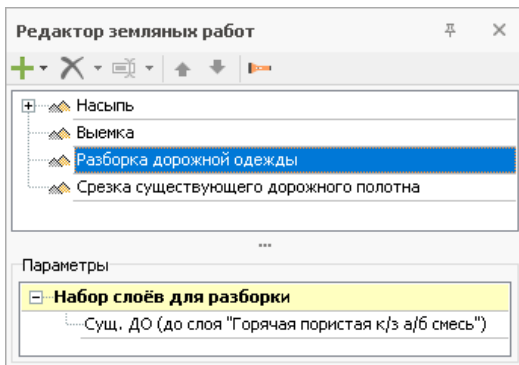 Редактор земляных работ
Насыпь
Выемка
Разборка дорожной одежды
Срезка существующего дорожного полотна
Параметры
Набор слоёв для разборки
Сущ. ДО (до слоя "Горячая пористая к/з а/б смесь")